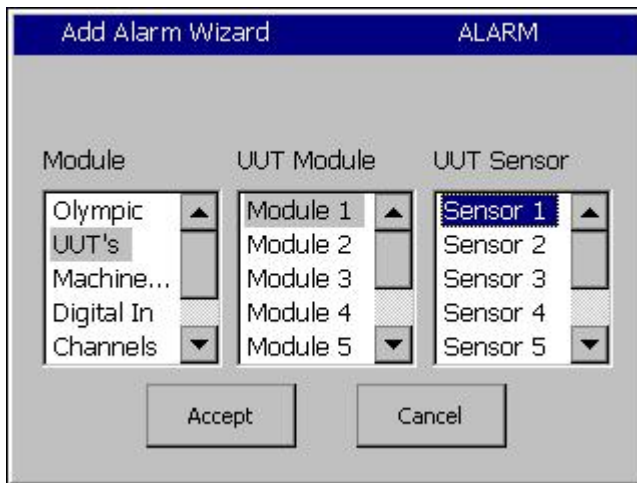 Add Alarm Wizard ALARM
Module UUT Module UUT Sensor
Olympic Module 1 Sensor 1
UUT's Module 2 Sensor 2
Machine... Module 3 Sensor 3
Digital In Module 4 Sensor 4
Channels Module 5 Sensor 5
Accept Cancel